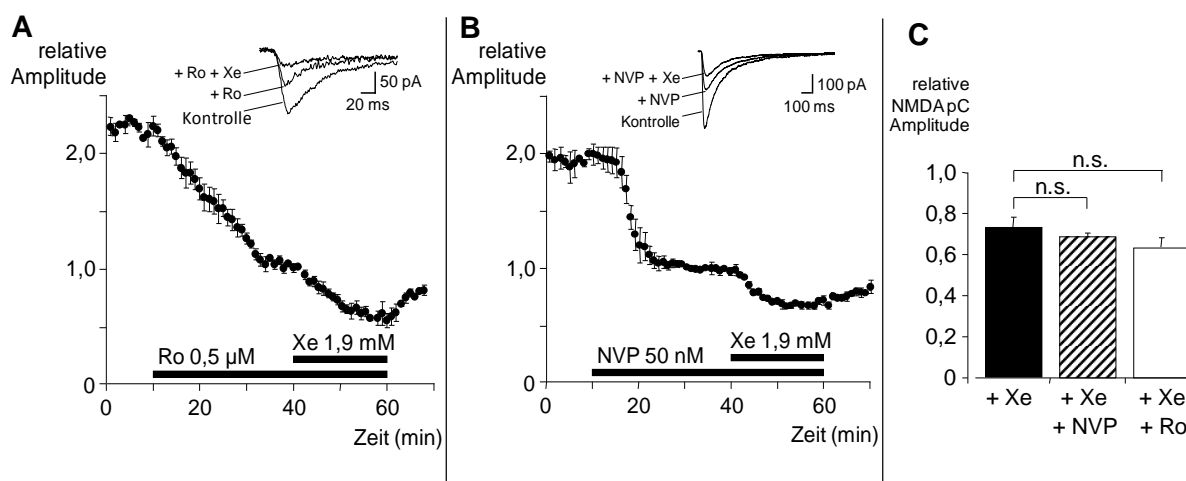 A
relative
Amplitude
+ Ro + Xe
+ Ro
Kontrolle
50 pA
20 ms
2,0
1,0
0
Ro 0,5 µM
Xe 1,9 mM
0
20
40
60
Zeit (min)
B
relative
Amplitude
+ NVP + Xe
+ NVP
Kontrolle
100 pA
100 ms
2,0
1,0
0
NVP 50 nM
Xe 1,9 mM
0
20
40
60
Zeit (min)
C
relative
NMDA pC
Amplitude
n.s.
n.s.
1,0
0,8
0,6
0,4
0,2
0
+ Xe
+ Xe
+ NVP
+ Xe
+ Ro